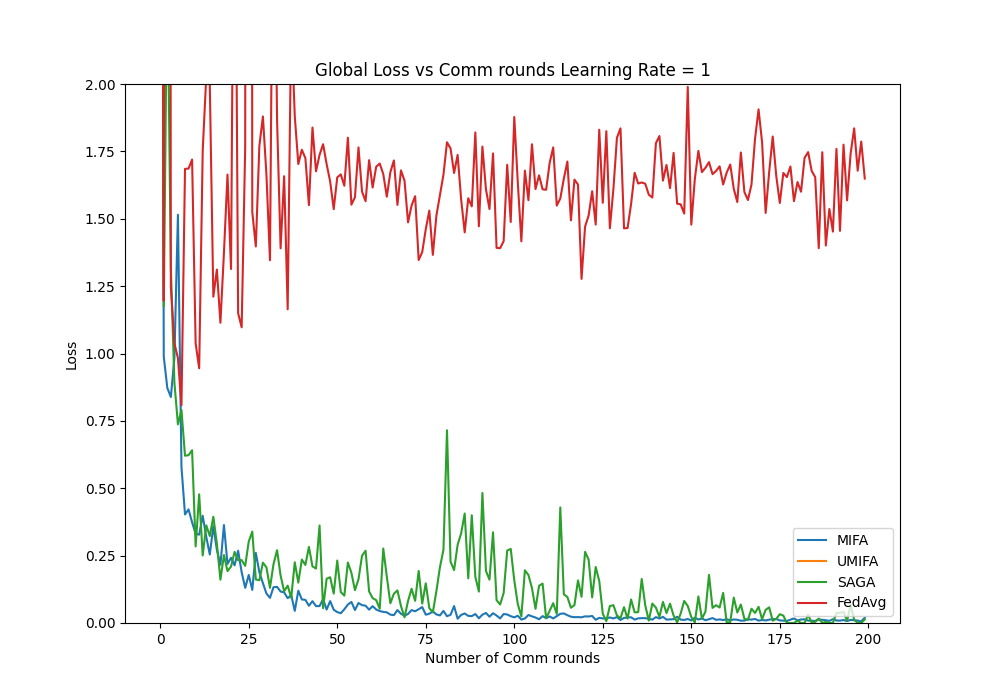 Global Loss vs Comm rounds Learning Rate = 1
2.00
1.75
1.50
1.25
1.00
0.75
0.50
0.25
0.00
Loss
0 25 50 75 100 125 150 175 200
Number of Comm rounds
MIFA
UMIFA
SAGA
FedAvg